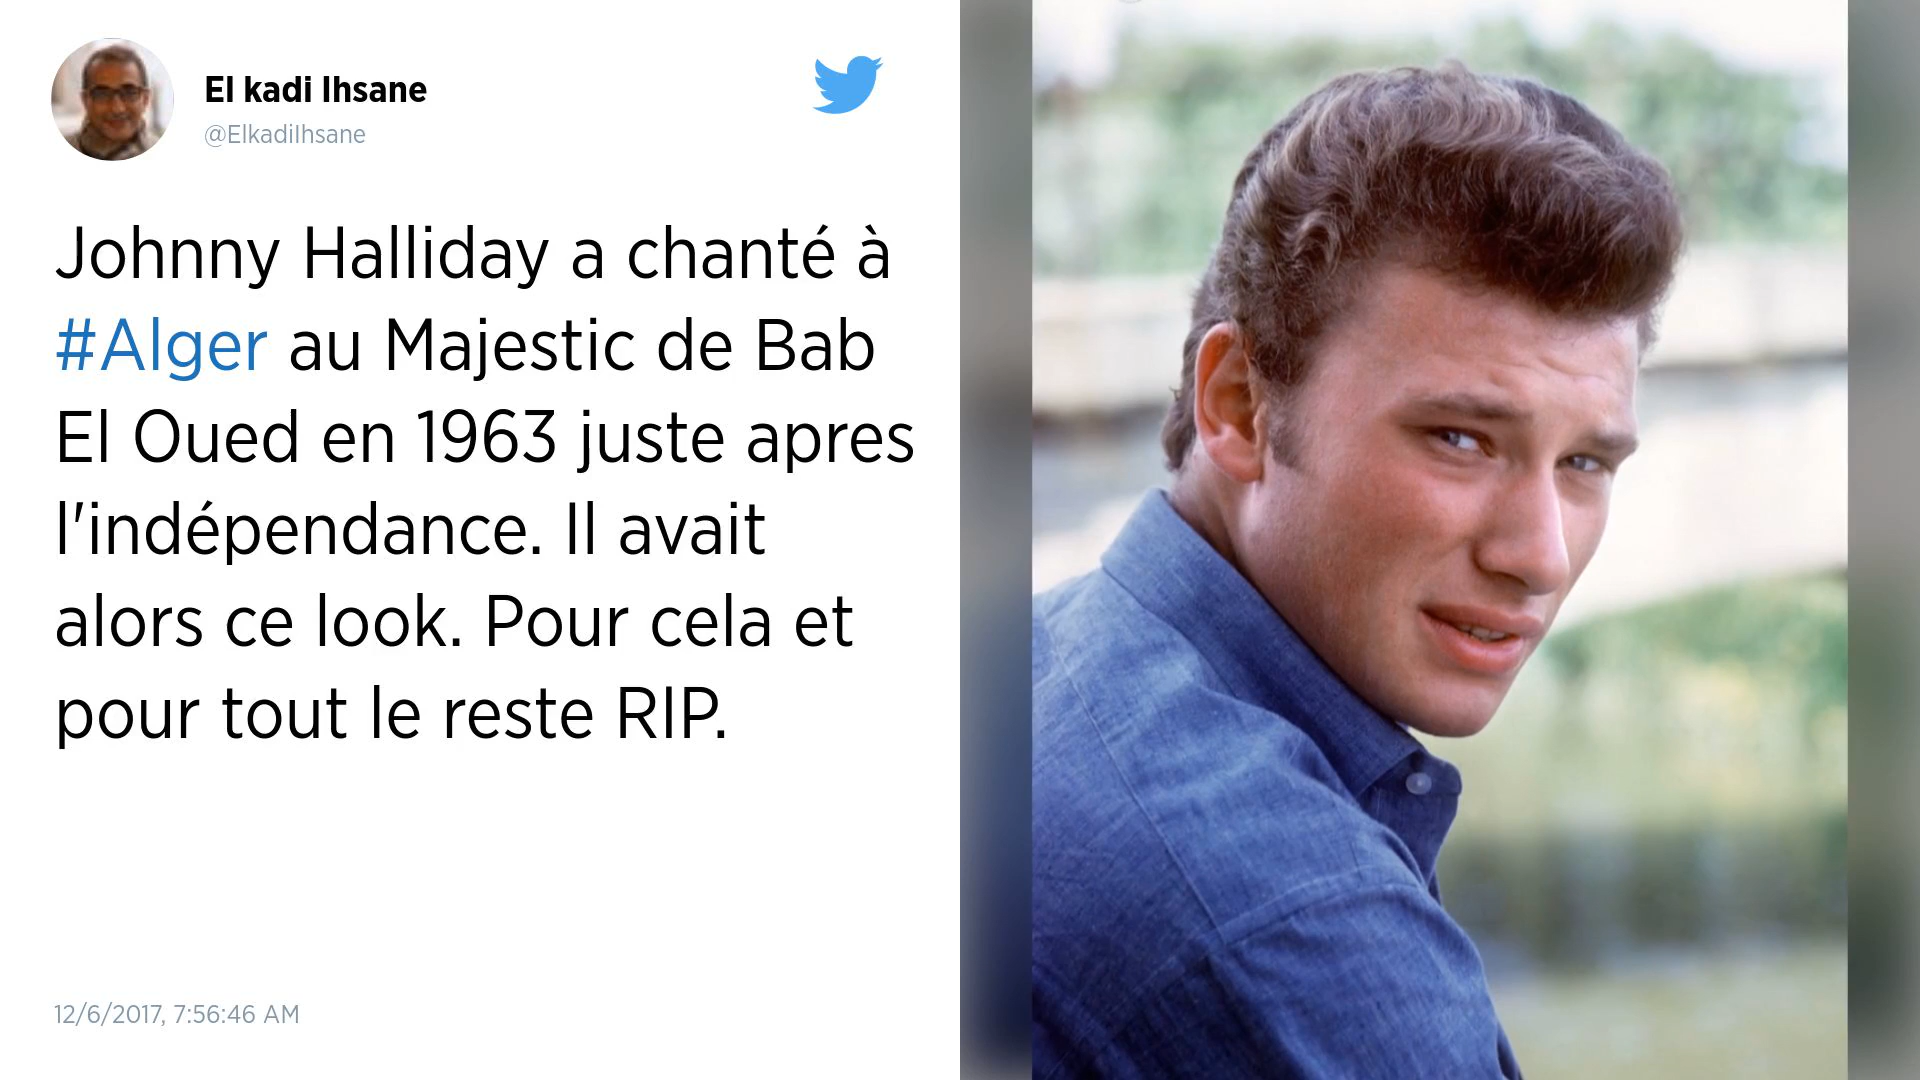 El kadi Ihsane
@ElkadiIhsane
Johnny Halliday a chanté à
#Alger au Majestic de Bab
El Oued en 1963 juste apres
l'indépendance. Il avait
alors ce look. Pour cela et
pour tout le reste RIP.
12/6/2017, 7:56:46 AM